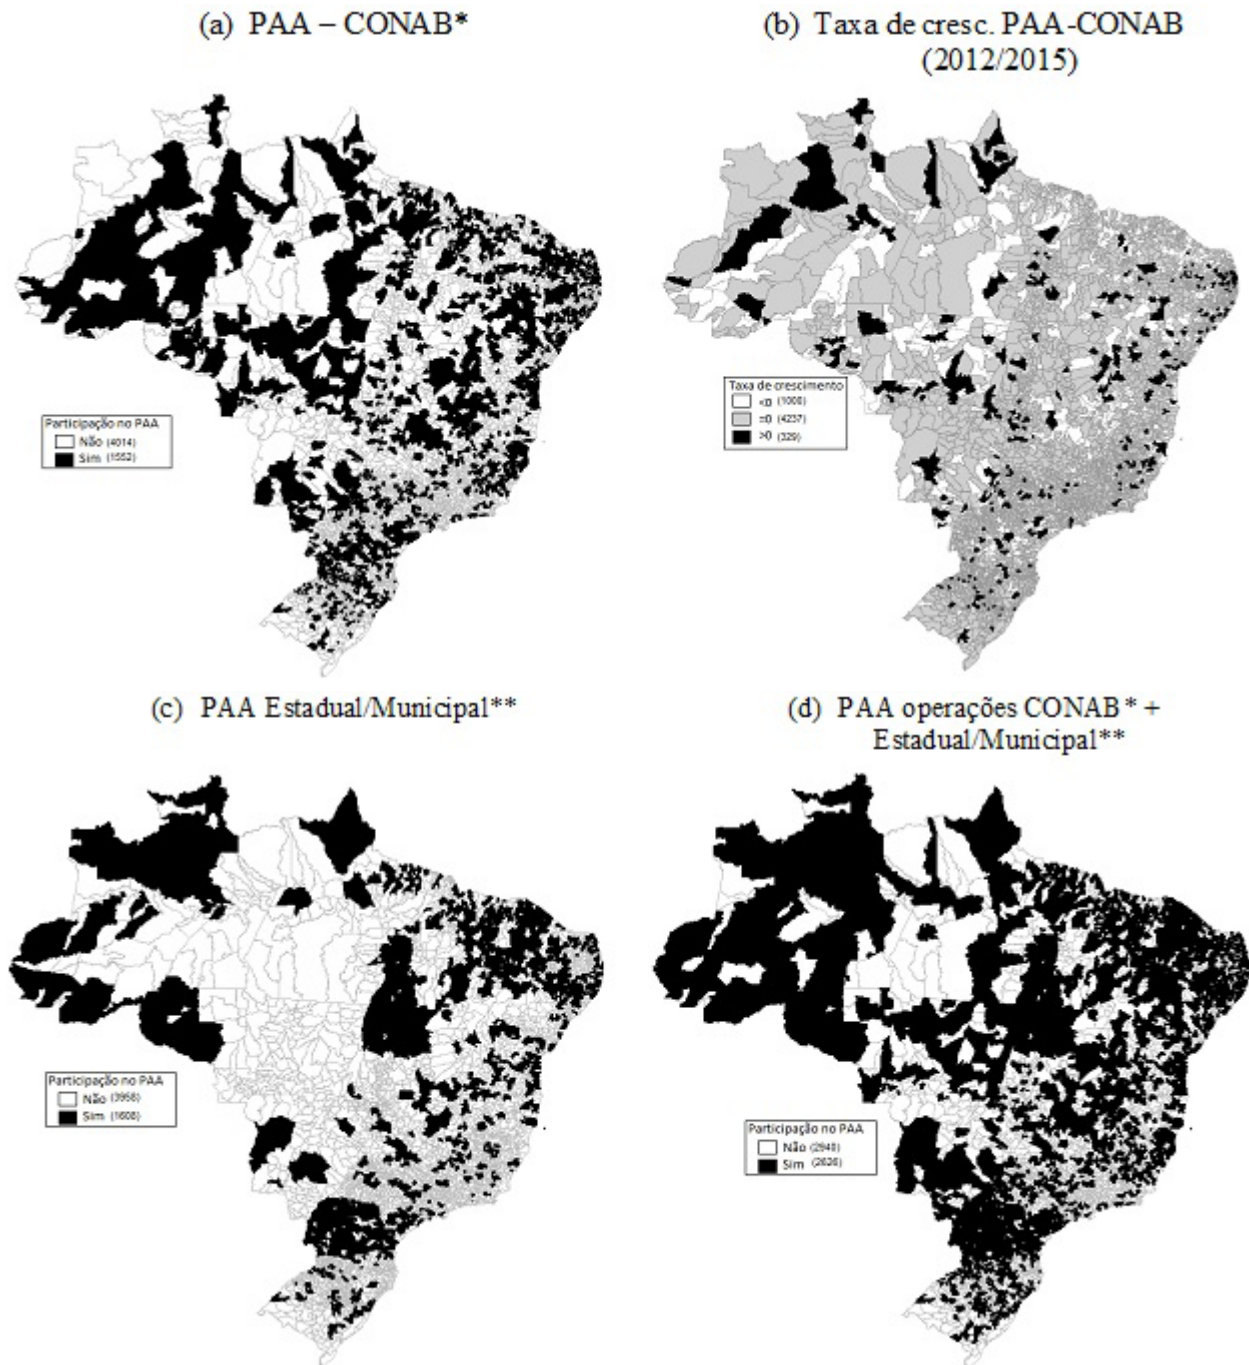 (a) PAA – CONAB*
(b) Taxa de cresc. PAA-CONAB
(2012/2015)
Participação no PAA
Não (4014)
Sim (1552)
Taxa de crescimento
<0 (1000)
=0 (4237)
>0 (329)
(c) PAA Estadual/Municipal**
(d) PAA operações CONAB* +
Estadual/Municipal**
Participação no PAA
Não (3958)
Sim (1608)
Participação no PAA
Não (2940)
Sim (2626)